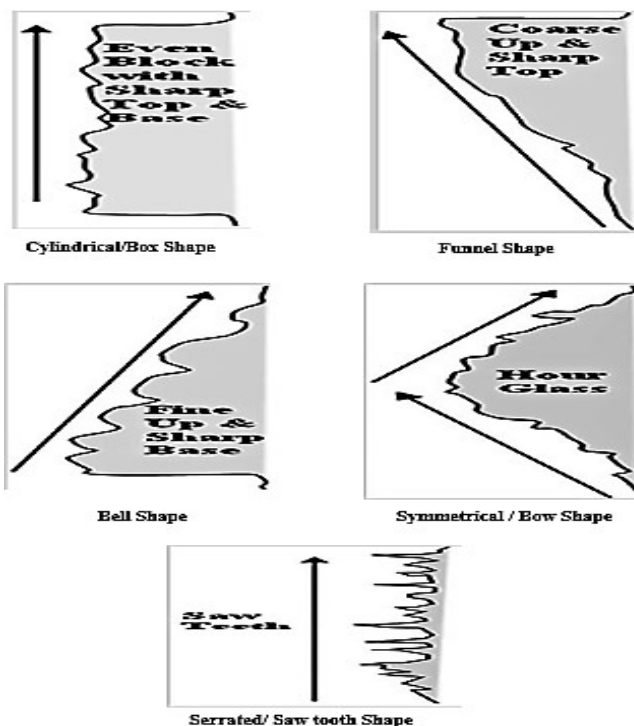 Even
Block
with
Sharp
Top &
Base
Cylindrical/Box Shape
Coarse
Up &
Sharp
Top
Funnel Shape
Fine
Up &
Sharp
Base
Bell Shape
Hour
Glass
Symmetrical / Bow Shape
Saw
Teeth
Serrated/ Saw tooth Shape